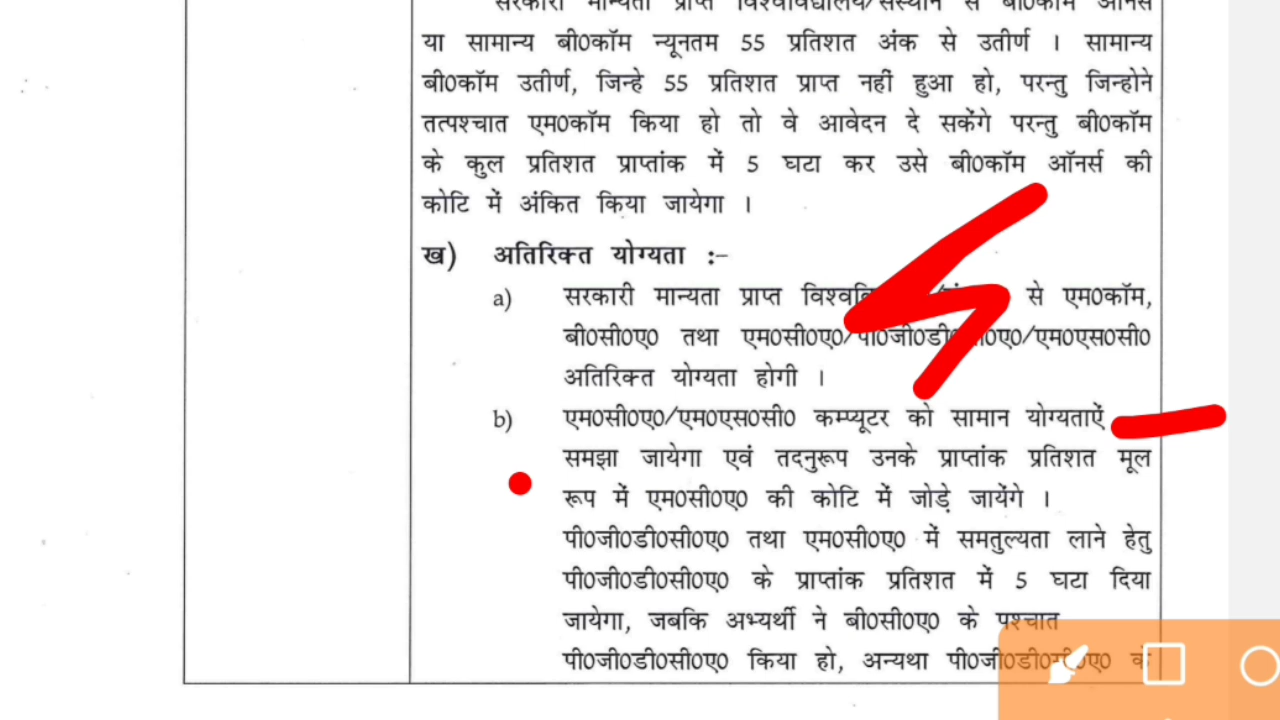 सरकारी मान्यता प्राप्त विश्वविद्यालय/संस्थान से बी0कॉम ऑनर्स
या सामान्य बी0कॉम न्यूनतम 55 प्रतिशत अंक से उतीर्ण । सामान्य
बी0कॉम उतीर्ण, जिन्हे 55 प्रतिशत प्राप्त नहीं हुआ हो, परन्तु जिन्होने
तत्पश्चात एम0कॉम किया हो तो वे आवेदन दे सकेंगे परन्तु बी0कॉम
के कुल प्रतिशत प्राप्तांक में 5 घटा कर उसे बी0कॉम ऑनर्स की
कोटि में अंकित किया जायेगा ।
ख) अतिरिक्त योग्यता :–
a) सरकारी मान्यता प्राप्त से एम0कॉम,
बी0सी0ए0 तथा एम0सी0ए0/पी0जी0डी0सी0ए0/एम0एस0सी0
अतिरिक्त योग्यता होगी ।
b) एम0सी0ए0/एम0एस0सी0 कम्प्यूटर को सामान योग्यताऐं
समझा जायेगा एवं तदनुरूप उनके प्राप्तांक प्रतिशत मूल
रूप में एम0सी0ए0 की कोटि में जोड़े जायेंगे ।
पी0जी0डी0सी0ए0 तथा एम0सी0ए0 में समतुल्यता लाने हेतु
पी0जी0डी0सी0ए0 के प्राप्तांक प्रतिशत में 5 घटा दिया
जायेगा, जबकि अभ्यर्थी ने बी0सी0ए0 के पश्चात
पी0जी0डी0सी0ए0 किया हो, अन्यथा पी0जी0डी0सी0ए0 के